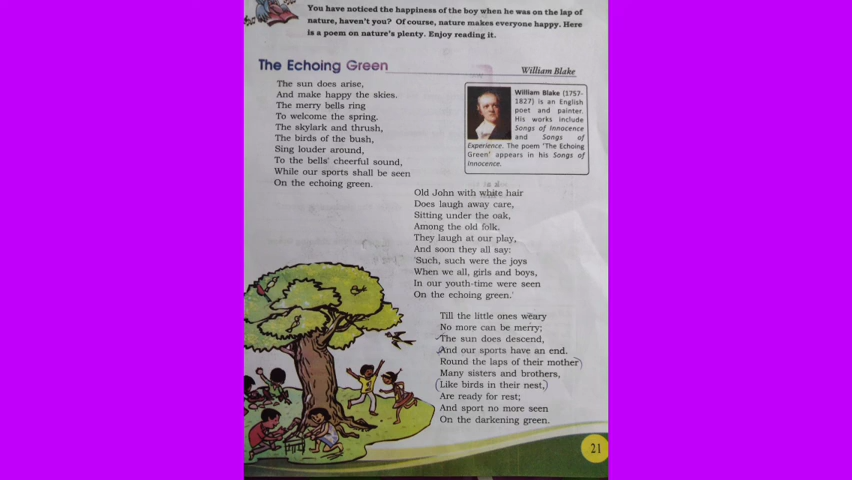 You have noticed the happiness of the boy when he was on the lap of
nature, haven't you? Of course, nature makes everyone happy. Here
is a poem on nature's plenty. Enjoy reading it.
The Echoing Green
William Blake
The sun does arise,
And make happy the skies.
The merry bells ring
To welcome the spring.
The skylark and thrush,
The birds of the bush,
Sing louder around,
To the bells' cheerful sound,
While our sports shall be seen
On the echoing green.
William Blake (1757-
1827) is an English
poet and painter.
His works include
Songs of Innocence
and Songs of
Experience. The poem 'The Echoing
Green' appears in his Songs of
Innocence.
Old John with white hair
Does laugh away care,
Sitting under the oak,
Among the old folk.
They laugh at our play,
And soon they all say:
'Such, such were the joys
When we all, girls and boys,
In our youth-time were seen
On the echoing green.'
Till the little ones weary
No more can be merry;
The sun does descend,
And our sports have an end.
Round the laps of their mother
Many sisters and brothers,
(Like birds in their nest,)
Are ready for rest;
And sport no more seen
On the darkening green.
21